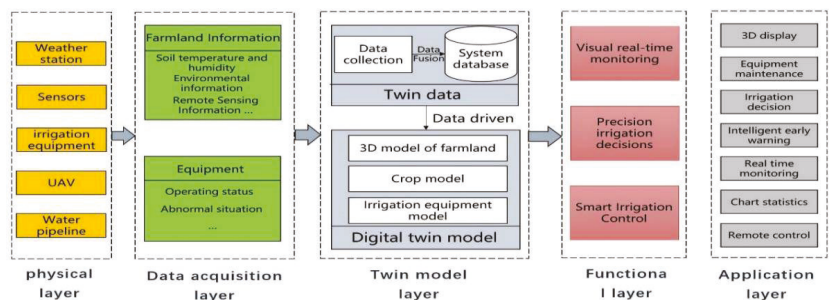 Weather
station
Sensors
irrigation
equipment
UAV
Water
pipeline
physical
layer
Farmland Information
Soil temperature and
humidity
Environmental
information
Remote Sensing
Information ...
Equipment
Operating status
Abnormal situation
...
Data acquisition
layer
Data
collection
Data
Fusion
System
database
Twin data
Data driven
3D model of farmland
Crop model
Irrigation equipment
model
Digital twin model
Twin model
layer
Visual real-time
monitoring
Precision
irrigation
decisions
Smart Irrigation
Control
Functiona
l layer
3D display
Equipment
maintenance
Irrigation
decision
Intelligent early
warning
Real time
monitoring
Chart statistics
Remote control
Application
layer